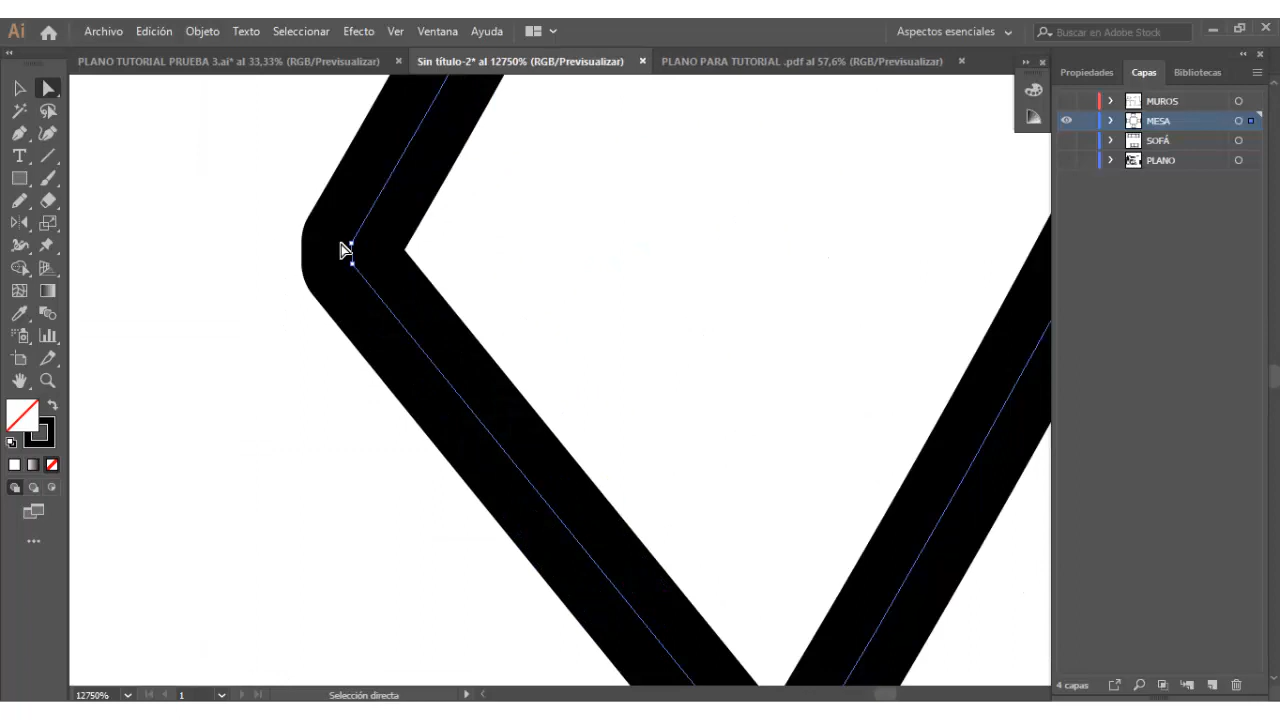 Ai Archivo Edición Objeto Texto Seleccionar Efecto Ver Ventana Ayuda Aspectos esenciales Buscar en Adobe Stock
PLANO TUTORIAL PRUEBA 3.ai* al 33,33% (RGB/Previsualizar) Sin título-2* al 12750% (RGB/Previsualizar) PLANO PARA TUTORIAL .pdf al 57,6% (RGB/Previsualizar)
Propiedades Capas Bibliotecas
MUROS
MESA
SOFÁ
PLANO
12750% 1 Selección directa 4 capas